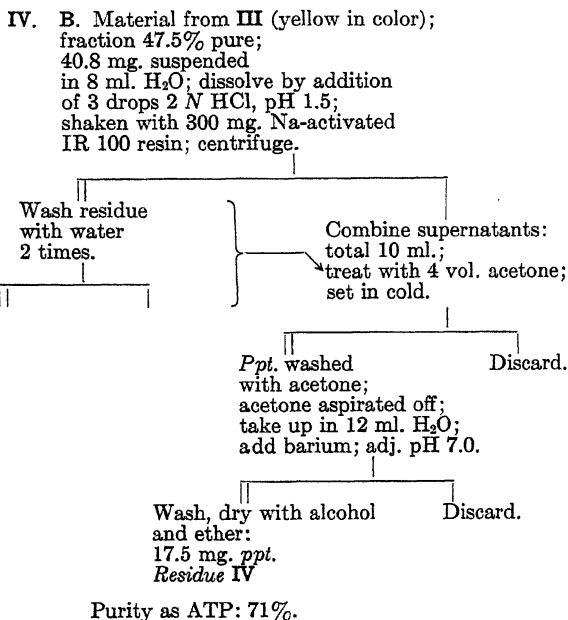 IV. B. Material from III (yellow in color);
fraction 47.5% pure;
40.8 mg. suspended
in 8 ml. H₂O; dissolve by addition
of 3 drops 2 N HCl, pH 1.5;
shaken with 300 mg. Na-activated
IR 100 resin; centrifuge.
Wash residue
with water
2 times.
Combine supernatants:
total 10 ml.;
treat with 4 vol. acetone;
set in cold.
Ppt. washed
with acetone;
acetone aspirated off;
take up in 12 ml. H₂O;
add barium; adj. pH 7.0.
Discard.
Wash, dry with alcohol
and ether:
17.5 mg. ppt.
Residue IV
Discard.
Purity as ATP: 71%.